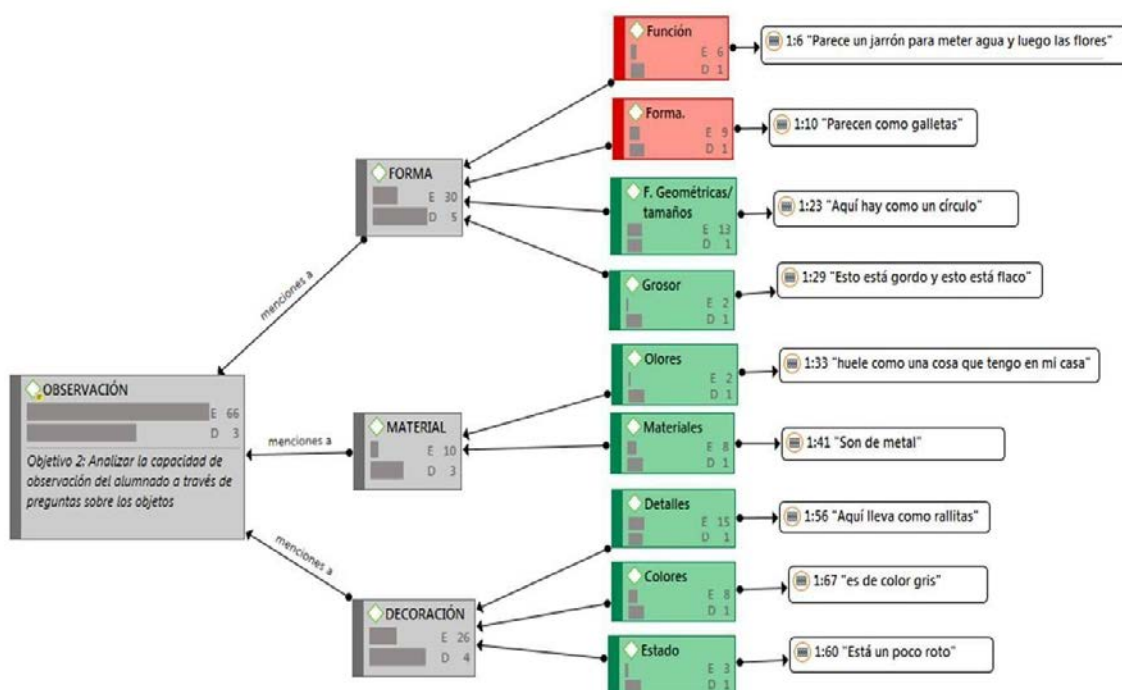 Función
E 6
D 1
1:6 "Parece un jarrón para meter agua y luego las flores"
Forma.
E 9
D 1
1:10 "Parecen como galletas"
FORMA
E 30
D 5
F. Geométricas/
tamaños
E 13
D 1
1:23 "Aquí hay como un círculo"
Grosor
E 2
D 1
1:29 "Esto está gordo y esto está flaco"
menciones a
OBSERVACIÓN
E 66
D 3
Objetivo 2: Analizar la capacidad de
observación del alumnado a través de
preguntas sobre los objetos
menciones a
MATERIAL
E 10
D 3
Olores
E 2
D 1
1:33 "huele como una cosa que tengo en mi casa"
Materiales
E 8
D 1
1:41 "Son de metal"
menciones a
DECORACIÓN
E 26
D 4
Detalles
E 15
D 1
1:56 "Aquí lleva como rallitas"
Colores
E 8
D 1
1:67 "es de color gris"
Estado
E 3
D 1
1:60 "Está un poco roto"